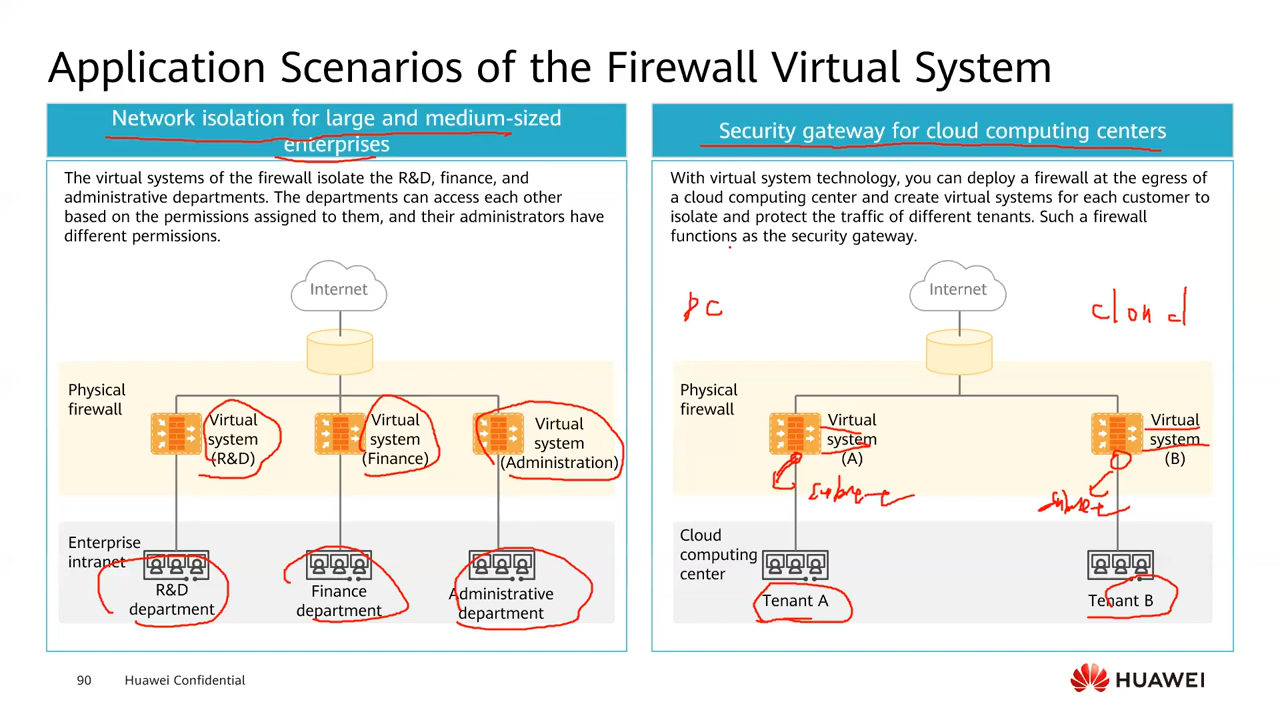 Application Scenarios of the Firewall Virtual System
Network isolation for large and medium-sized
enterprises
The virtual systems of the firewall isolate the R&D, finance, and
administrative departments. The departments can access each other
based on the permissions assigned to them, and their administrators have
different permissions.
Internet
Physical
firewall
Virtual
system
(R&D)
Virtual
system
(Finance)
Virtual
system
(Administration)
Enterprise
intranet
R&D
department
Finance
department
Administrative
department
Security gateway for cloud computing centers
With virtual system technology, you can deploy a firewall at the egress of
a cloud computing center and create virtual systems for each customer to
isolate and protect the traffic of different tenants. Such a firewall
functions as the security gateway.
Internet
DC
cloud
Physical
firewall
Virtual
system
(A)
Virtual
system
(B)
subnet
subnet
Cloud
computing
center
Tenant A
Tenant B
90
Huawei Confidential
HUAWEI